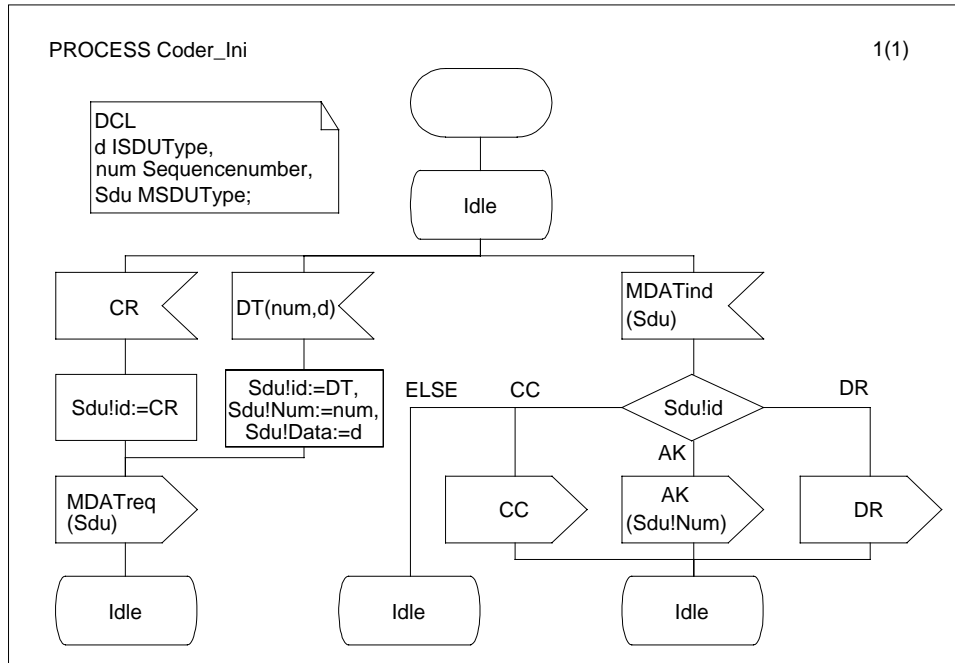 PROCESS Coder_Ini
1(1)
DCL
d ISDUType,
num Sequencenumber,
Sdu MSDUType;
Idle
CR
DT(num,d)
MDATind
(Sdu)
Sdu!id:=CR
Sdu!id:=DT,
Sdu!Num:=num,
Sdu!Data:=d
ELSE
CC
Sdu!id
DR
AK
MDATreq
(Sdu)
CC
AK
(Sdu!Num)
DR
Idle
Idle
Idle